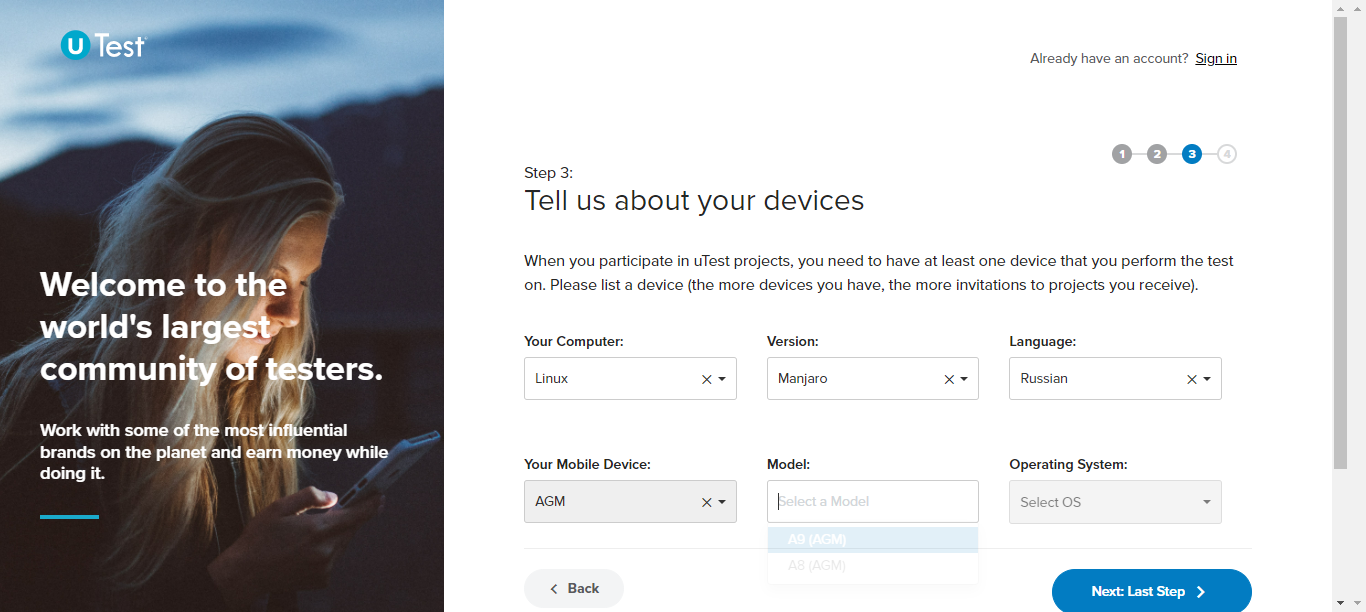 U Test
Already have an account? Sign in
1 2 3 4
Step 3:
Tell us about your devices
When you participate in uTest projects, you need to have at least one device that you perform the test
on. Please list a device (the more devices you have, the more invitations to projects you receive).
Welcome to the
world's largest
community of testers.
Work with some of the most influential
brands on the planet and earn money while
doing it.
Your Computer: Version: Language:
Linux Manjaro Russian
Your Mobile Device: Model: Operating System:
AGM Select a Model Select OS
A9 (AGM)
A8 (AGM)
Back Next: Last Step